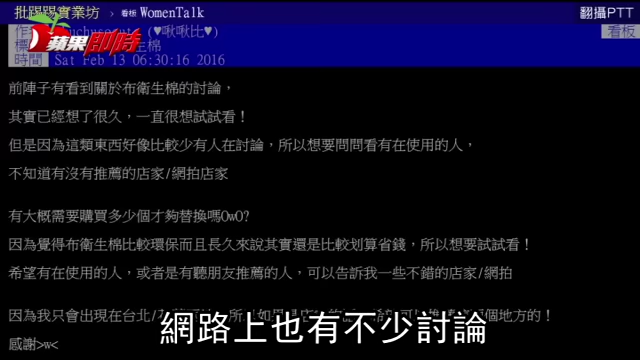 批踢踢實業坊 › 看板 WomenTalk
翻攝PTT
蘋果即時
(♥啾啾比♥)
看板
時間 Sat Feb 13 06:30:16 2016
前陣子有看到關於布衛生棉的討論,
其實已經想了很久,一直很想試試看!
但是因為這類東西好像比較少有人在討論,所以想要問問看有在使用的人,
不知道有沒有推薦的店家/網拍店家
有大概需要購買多少個才夠替換嗎OwO?
因為覺得布衛生棉比較環保而且長久來說其實還是比較划算省錢,所以想要試試看!
希望有在使用的人,或者是有聽朋友推薦的人,可以告訴我一些不錯的店家/網拍
因為我只會出現在台北/
個地方的!
感謝>w<
網路上也有不少討論